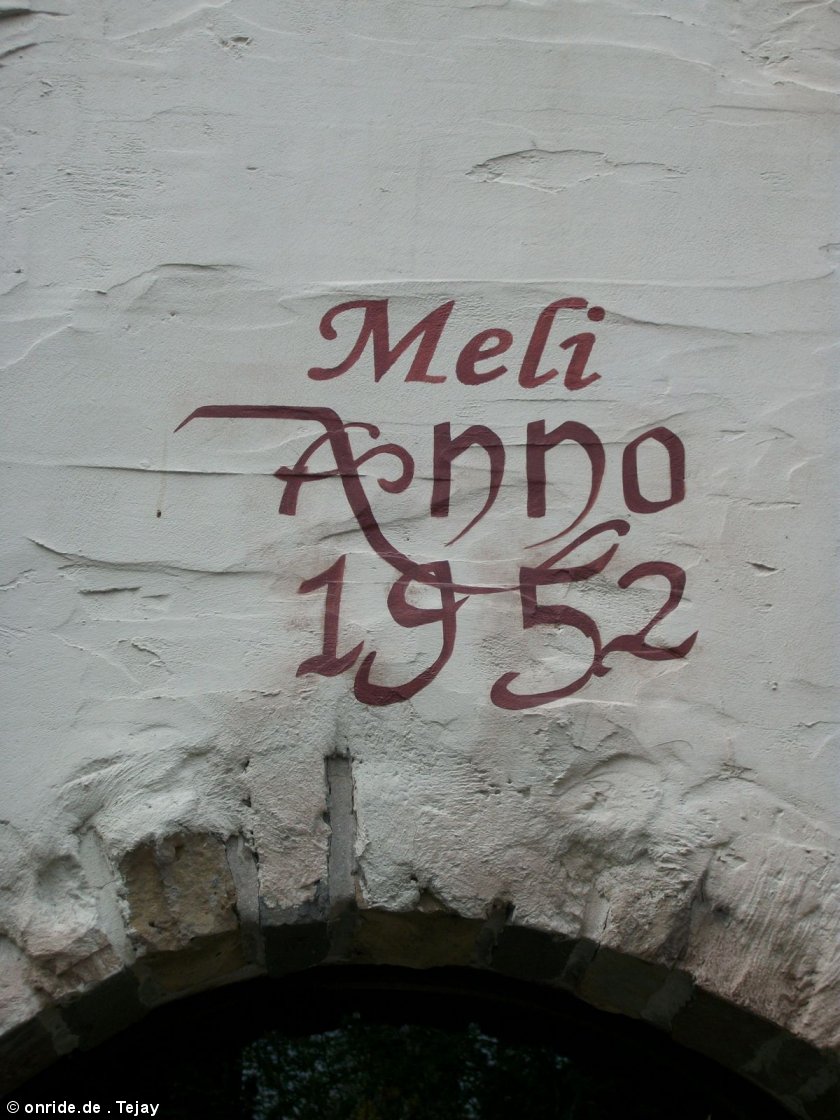 Meli
Anno
1952
© onride.de . Tejay